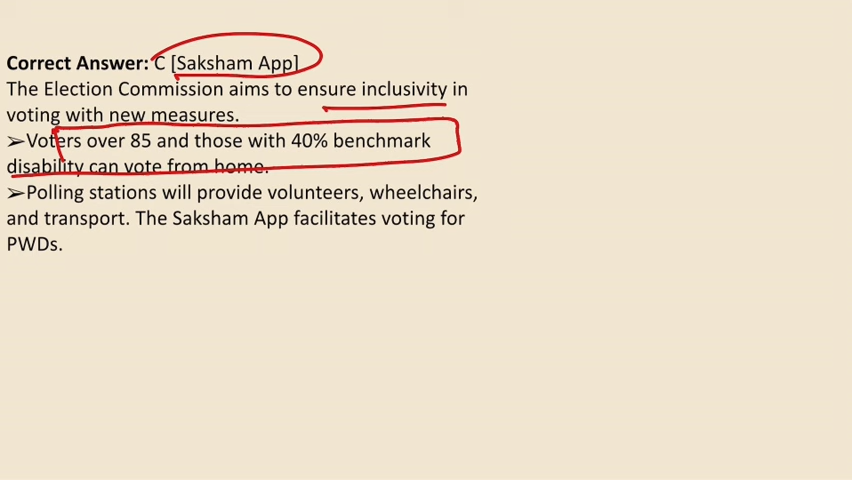 Correct Answer: C [Saksham App]
The Election Commission aims to ensure inclusivity in
voting with new measures.
➢Voters over 85 and those with 40% benchmark
disability can vote from home.
➢Polling stations will provide volunteers, wheelchairs,
and transport. The Saksham App facilitates voting for
PWDs.